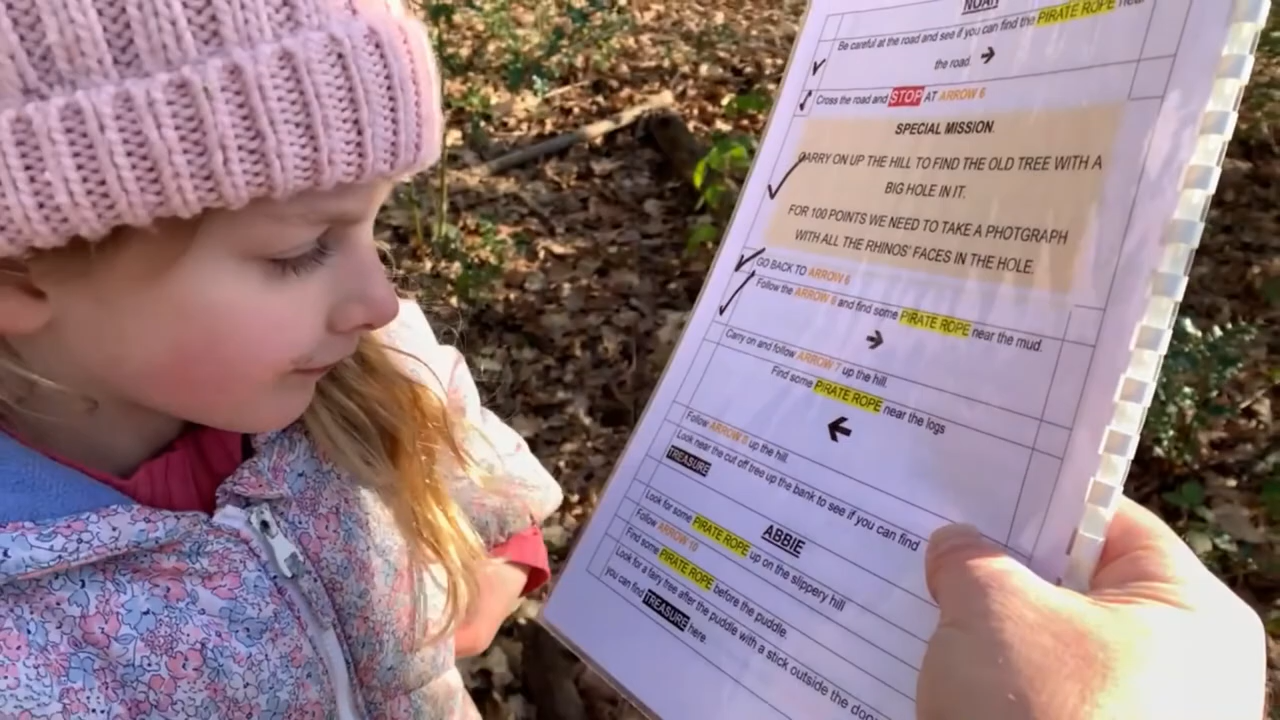 NOAH
Be careful at the road and see if you can find the PIRATE ROPE near
the road. →
Cross the road and STOP AT ARROW 6
SPECIAL MISSION.
CARRY ON UP THE HILL TO FIND THE OLD TREE WITH A
BIG HOLE IN IT.
FOR 100 POINTS WE NEED TO TAKE A PHOTGRAPH
WITH ALL THE RHINOS' FACES IN THE HOLE.
GO BACK TO ARROW 6
Follow the ARROW 6 and find some PIRATE ROPE near the mud.
→
Carry on and follow ARROW 7 up the hill.
Find some PIRATE ROPE near the logs
←
Follow ARROW 8 up the hill.
Look near the cut off tree up the bank to see if you can find
TREASURE
ABBIE
Look for some PIRATE ROPE up on the slippery hill
Follow ARROW 10
Find some PIRATE ROPE before the puddle.
Look for a fairy tree after the puddle with a stick outside the door
you can find TREASURE here.